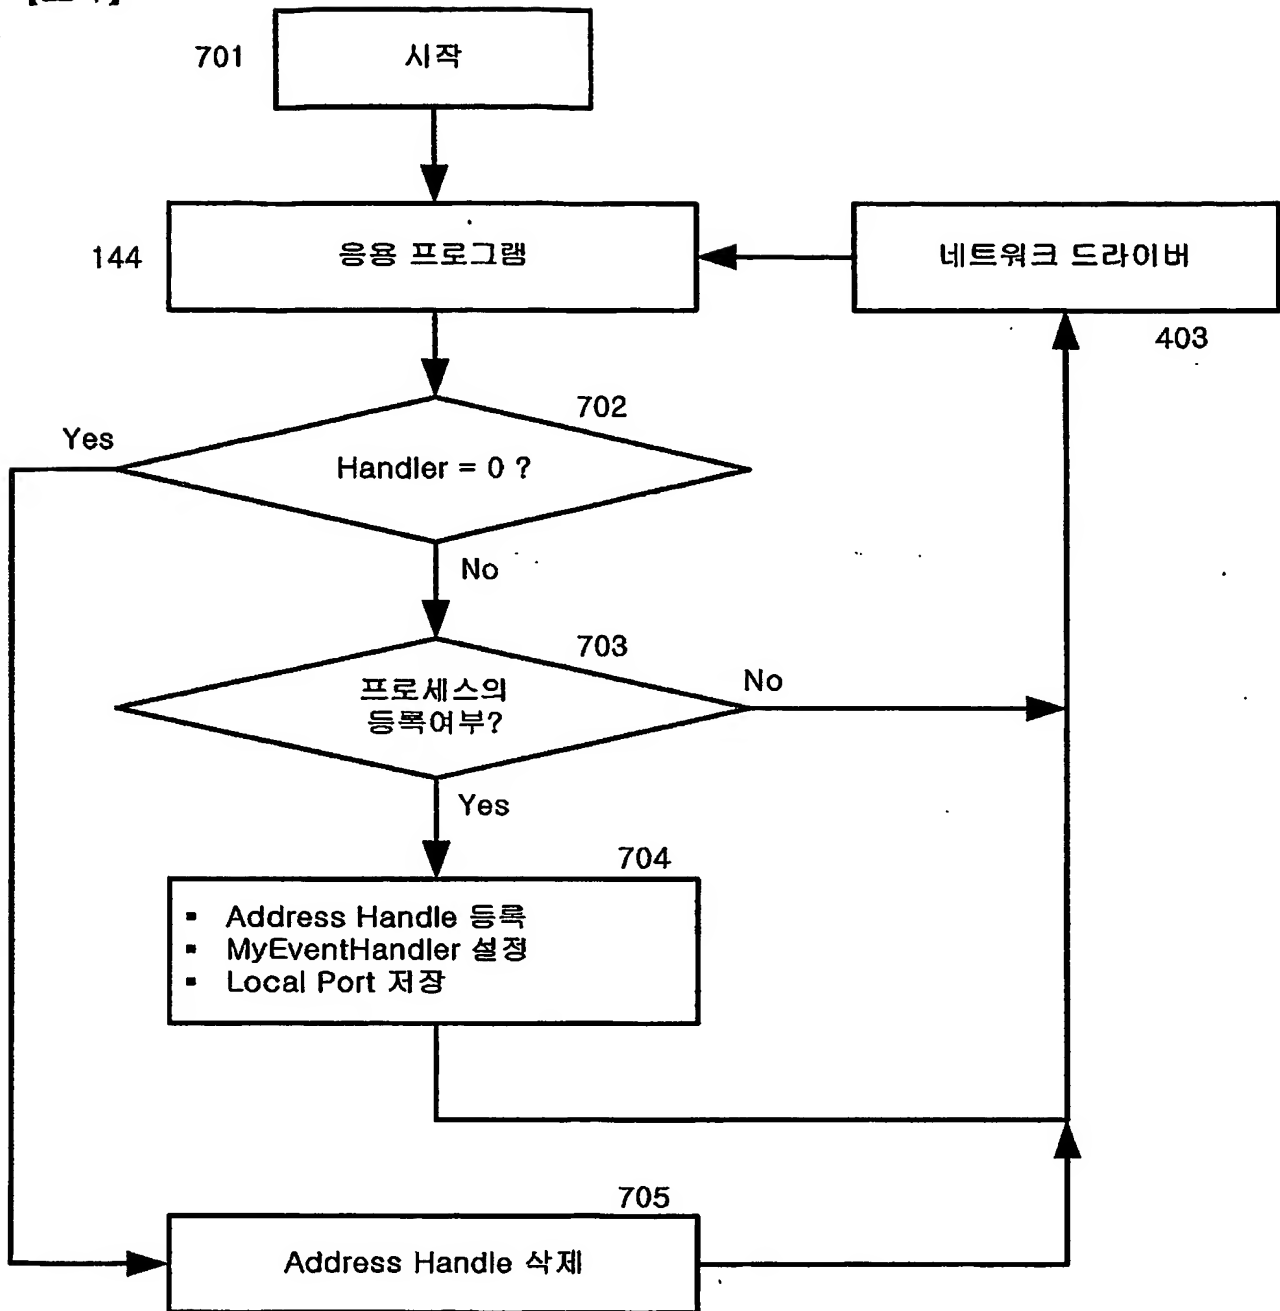 701
시작
144
응용 프로그램
네트워크 드라이버
403
702
Yes
Handler = 0 ?
No
703
프로세스의
등록여부?
No
Yes
704
▪ Address Handle 등록
▪ MyEventHandler 설정
▪ Local Port 저장
705
Address Handle 삭제